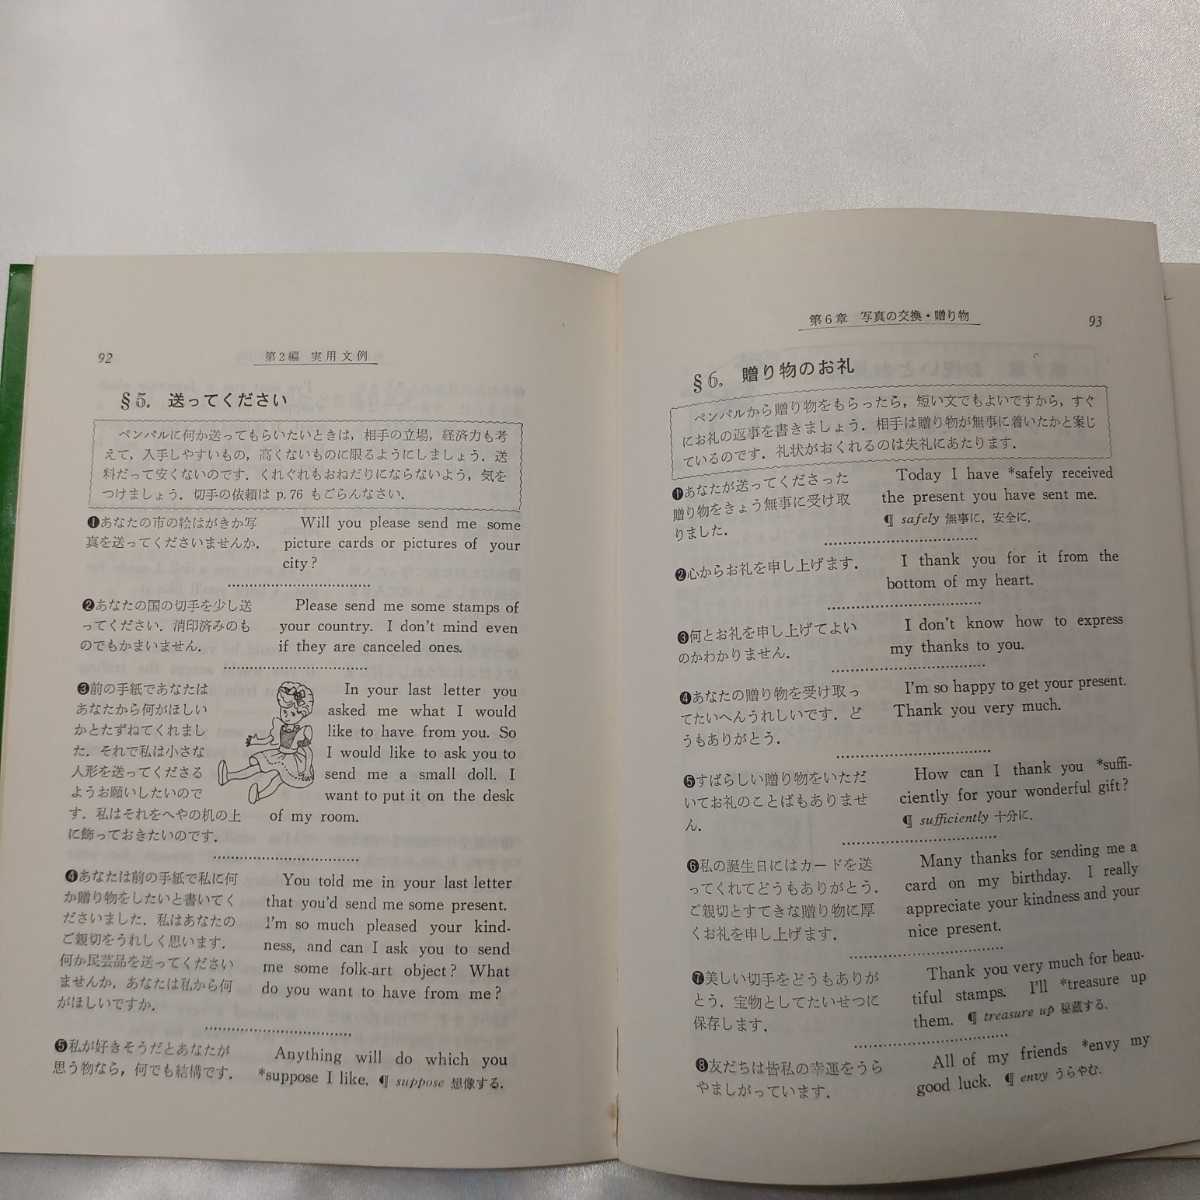 92
第2編 実用文例
§5. 送ってください
ペンパルに何か送ってもらいたいときは，相手の立場，経済力も考
えて，入手しやすいもの，高くないものに限るようにしましょう．送
料だって安くないのです．くれぐれもおねだりにならないよう，気を
つけましょう．切手の依頼は p.76 もごらんなさい．
❶あなたの市の絵はがきか写
真を送ってくださいませんか．
Will you please send me some
picture cards or pictures of your
city?
❷あなたの国の切手を少し送
ってください．消印済みのも
のでもかまいません．
Please send me some stamps of
your country. I don't mind even
if they are canceled ones.
❸前の手紙であなたは
あなたから何がほしい
かとたずねてくれまし
た．それで私は小さな
人形を送ってくださる
ようお願いしたいので
す．私はそれをへやの机の上
に飾っておきたいのです．
In your last letter you
asked me what I would
like to have from you. So
I would like to ask you to
send me a small doll. I
want to put it on the desk
of my room.
❹あなたは前の手紙で私に何
か贈り物をしたいと書いてく
ださいました．私はあなたの
ご親切をうれしく思います．
何か民芸品を送ってください
ませんか．あなたは私から何
がほしいですか．
You told me in your last letter
that you'd send me some present.
I'm so much pleased your kind-
ness, and can I ask you to send
me some folk-art object? What
do you want to have from me?
❺私が好きそうだとあなたが
思う物なら，何でも結構です．
Anything will do which you
*suppose I like. ¶ suppose 想像する．
第6章 写真の交換・贈り物
93
§6. 贈り物のお礼
ペンパルから贈り物をもらったら，短い文でもよいですから，すぐ
にお礼の返事を書きましょう．相手は贈り物が無事に着いたかと案じ
ているのです．礼状がおくれるのは失礼にあたります．
❶あなたが送ってくださった
贈り物をきょう無事に受け取
りました．
Today I have *safely received
the present you have sent me.
¶ safely 無事に，安全に．
❷心からお礼を申し上げます．
I thank you for it from the
bottom of my heart.
❸何とお礼を申し上げてよい
のかわかりません．
I don't know how to express
my thanks to you.
❹あなたの贈り物を受け取っ
てたいへんうれしいです．ど
うもありがとう．
I'm so happy to get your present.
Thank you very much.
❺すばらしい贈り物をいただ
いてお礼のことばもありませ
ん．
How can I thank you *suffi-
ciently for your wonderful gift?
¶ sufficiently 十分に．
❻私の誕生日にはカードを送
ってくれてどうもありがとう．
ご親切とすてきな贈り物に厚
くお礼を申し上げます．
Many thanks for sending me a
card on my birthday. I really
appreciate your kindness and your
nice present.
❼美しい切手をどうもありが
とう．宝物としてたいせつに
保存します．
Thank you very much for beau-
tiful stamps. I'll *treasure up
them. ¶ treasure up 秘蔵する．
❽友だちは皆私の幸運をうら
やましがっています．
All of my friends *envy my
good luck. ¶ envy うらやむ．